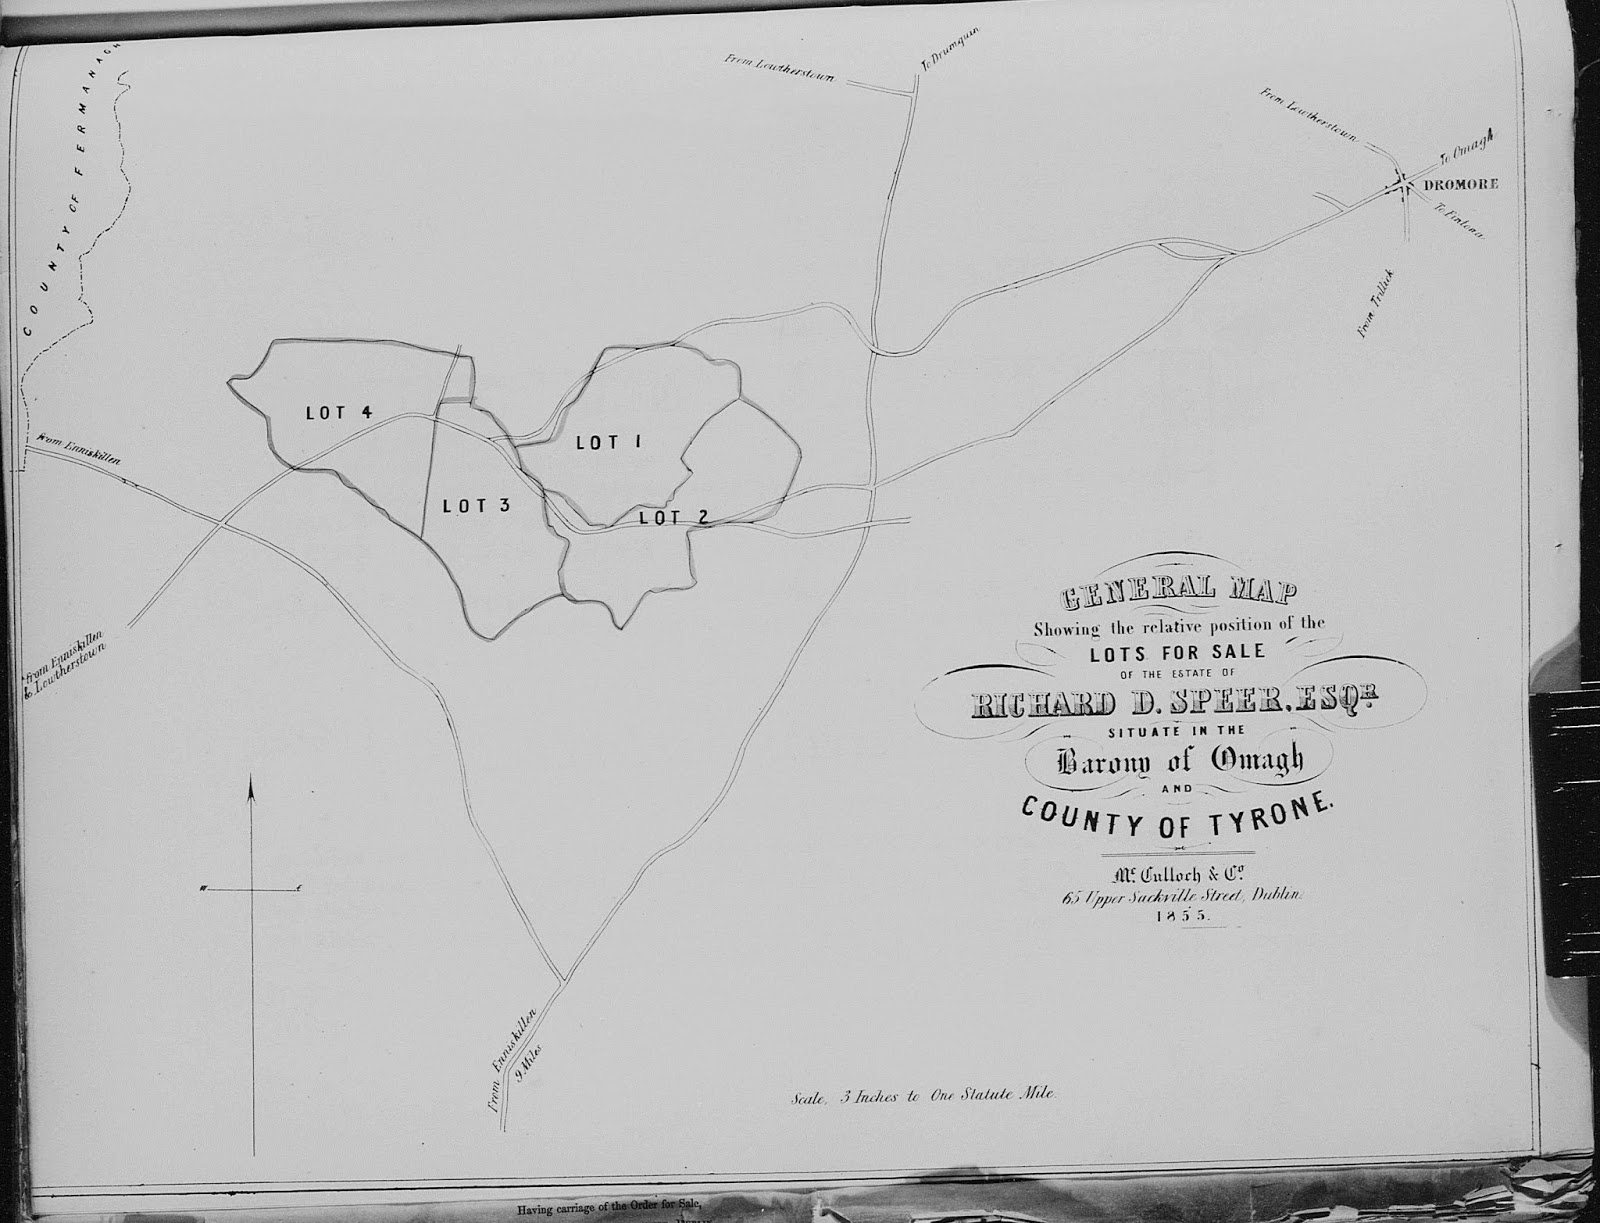 COUNTY OF FERMANAGH
From Lowtherstown
To Drumquin
From Lowtherstown
To Omagh
DROMORE
To Fintona
From Trillick
from Enniskillen
LOT 4
LOT 1
LOT 3
LOT 2
from Enniskillen
to Lowtherstown
GENERAL MAP
Showing the relative position of the
LOTS FOR SALE
OF THE ESTATE OF
RICHARD D. SPEER, ESQR.
SITUATE IN THE
Barony of Omagh
AND
COUNTY OF TYRONE.
Mc. Culloch & Co.
65 Upper Sackville Street, Dublin.
1855.
W E
From Enniskillen
9 Miles
Scale, 3 Inches to One Statute Mile.
Having carriage of the Order for Sale,